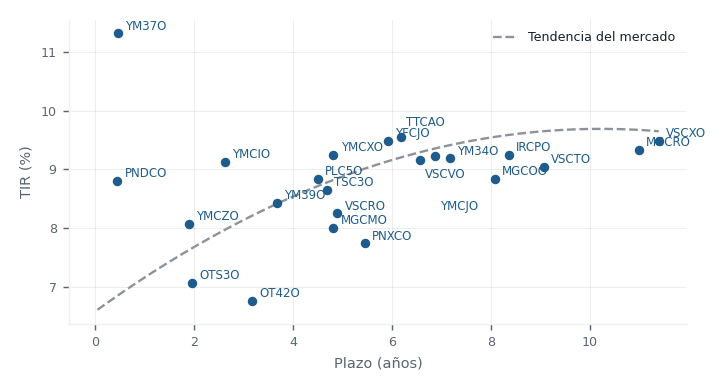 YM37O
Tendencia del mercado
TTCAO
YFCJO
VSCXO
MGCRO
YMCXO
IRCPO
YM34O
YMCIO
VSCTO
PNDCO
PLC5O
MGCOO
VSCVO
TSC3O
YM39O
VSCRO
YMCJO
YMCZO
MGCMO
PNXCO
OTS3O
OT42O
11
10
9
8
7
0
2
4
6
8
10
TIR (%)
Plazo (años)